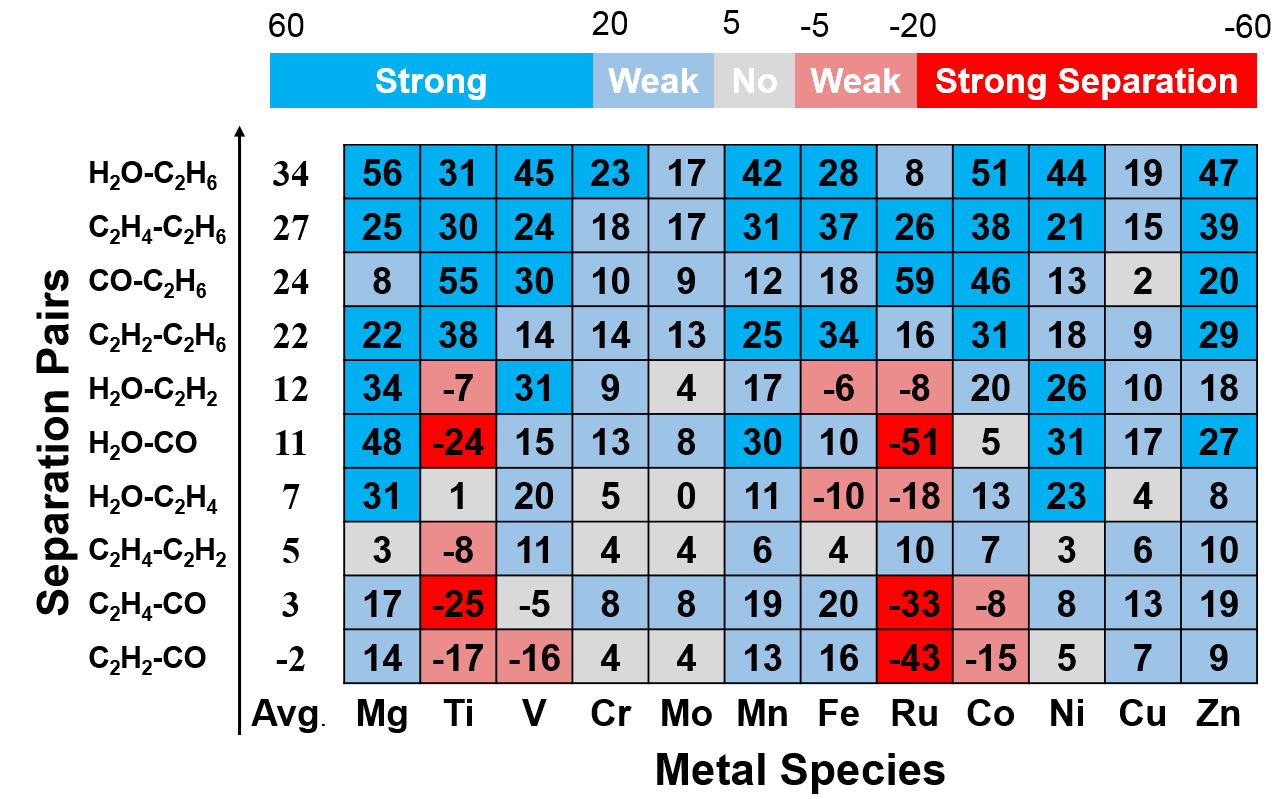 60 20 5 -5 -20 -60
Strong Weak No Weak Strong Separation
H₂O-C₂H₆ 34 56 31 45 23 17 42 28 8 51 44 19 47
C₂H₄-C₂H₆ 27 25 30 24 18 17 31 37 26 38 21 15 39
CO-C₂H₆ 24 8 55 30 10 9 12 18 59 46 13 2 20
C₂H₂-C₂H₆ 22 22 38 14 14 13 25 34 16 31 18 9 29
H₂O-C₂H₂ 12 34 -7 31 9 4 17 -6 -8 20 26 10 18
H₂O-CO 11 48 -24 15 13 8 30 10 -51 5 31 17 27
H₂O-C₂H₄ 7 31 1 20 5 0 11 -10 -18 13 23 4 8
C₂H₄-C₂H₂ 5 3 -8 11 4 4 6 4 10 7 3 6 10
C₂H₄-CO 3 17 -25 -5 8 8 19 20 -33 -8 8 13 19
C₂H₂-CO -2 14 -17 -16 4 4 13 16 -43 -15 5 7 9
Avg. Mg Ti V Cr Mo Mn Fe Ru Co Ni Cu Zn
Metal Species
Separation Pairs